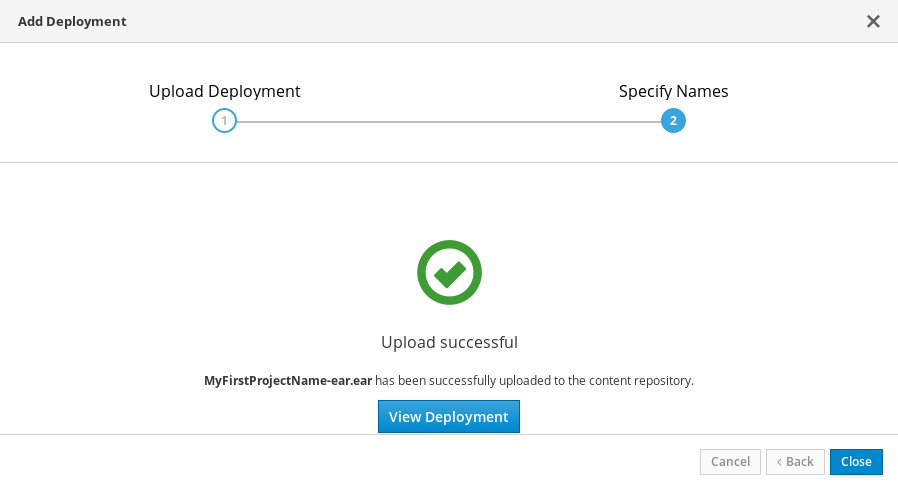 Add Deployment
Upload Deployment
Specify Names
1
2
Upload successful
MyFirstProjectName-ear.ear has been successfully uploaded to the content repository.
View Deployment
Cancel
Back
Close